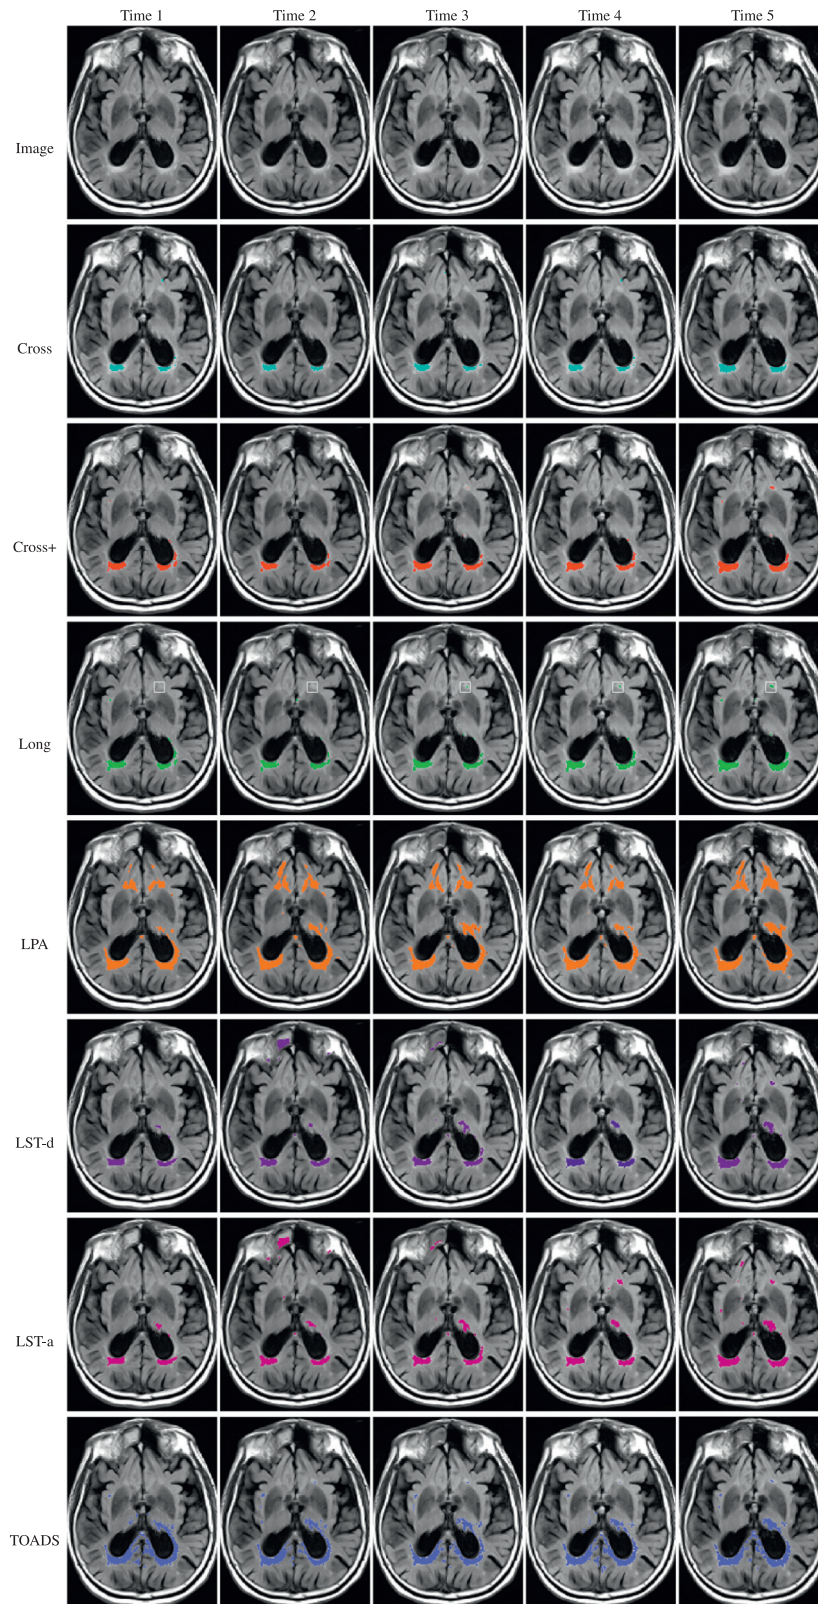 Time 1 Time 2 Time 3 Time 4 Time 5
Image
Cross
Cross+
Long
LPA
LST-d
LST-a
TOADS